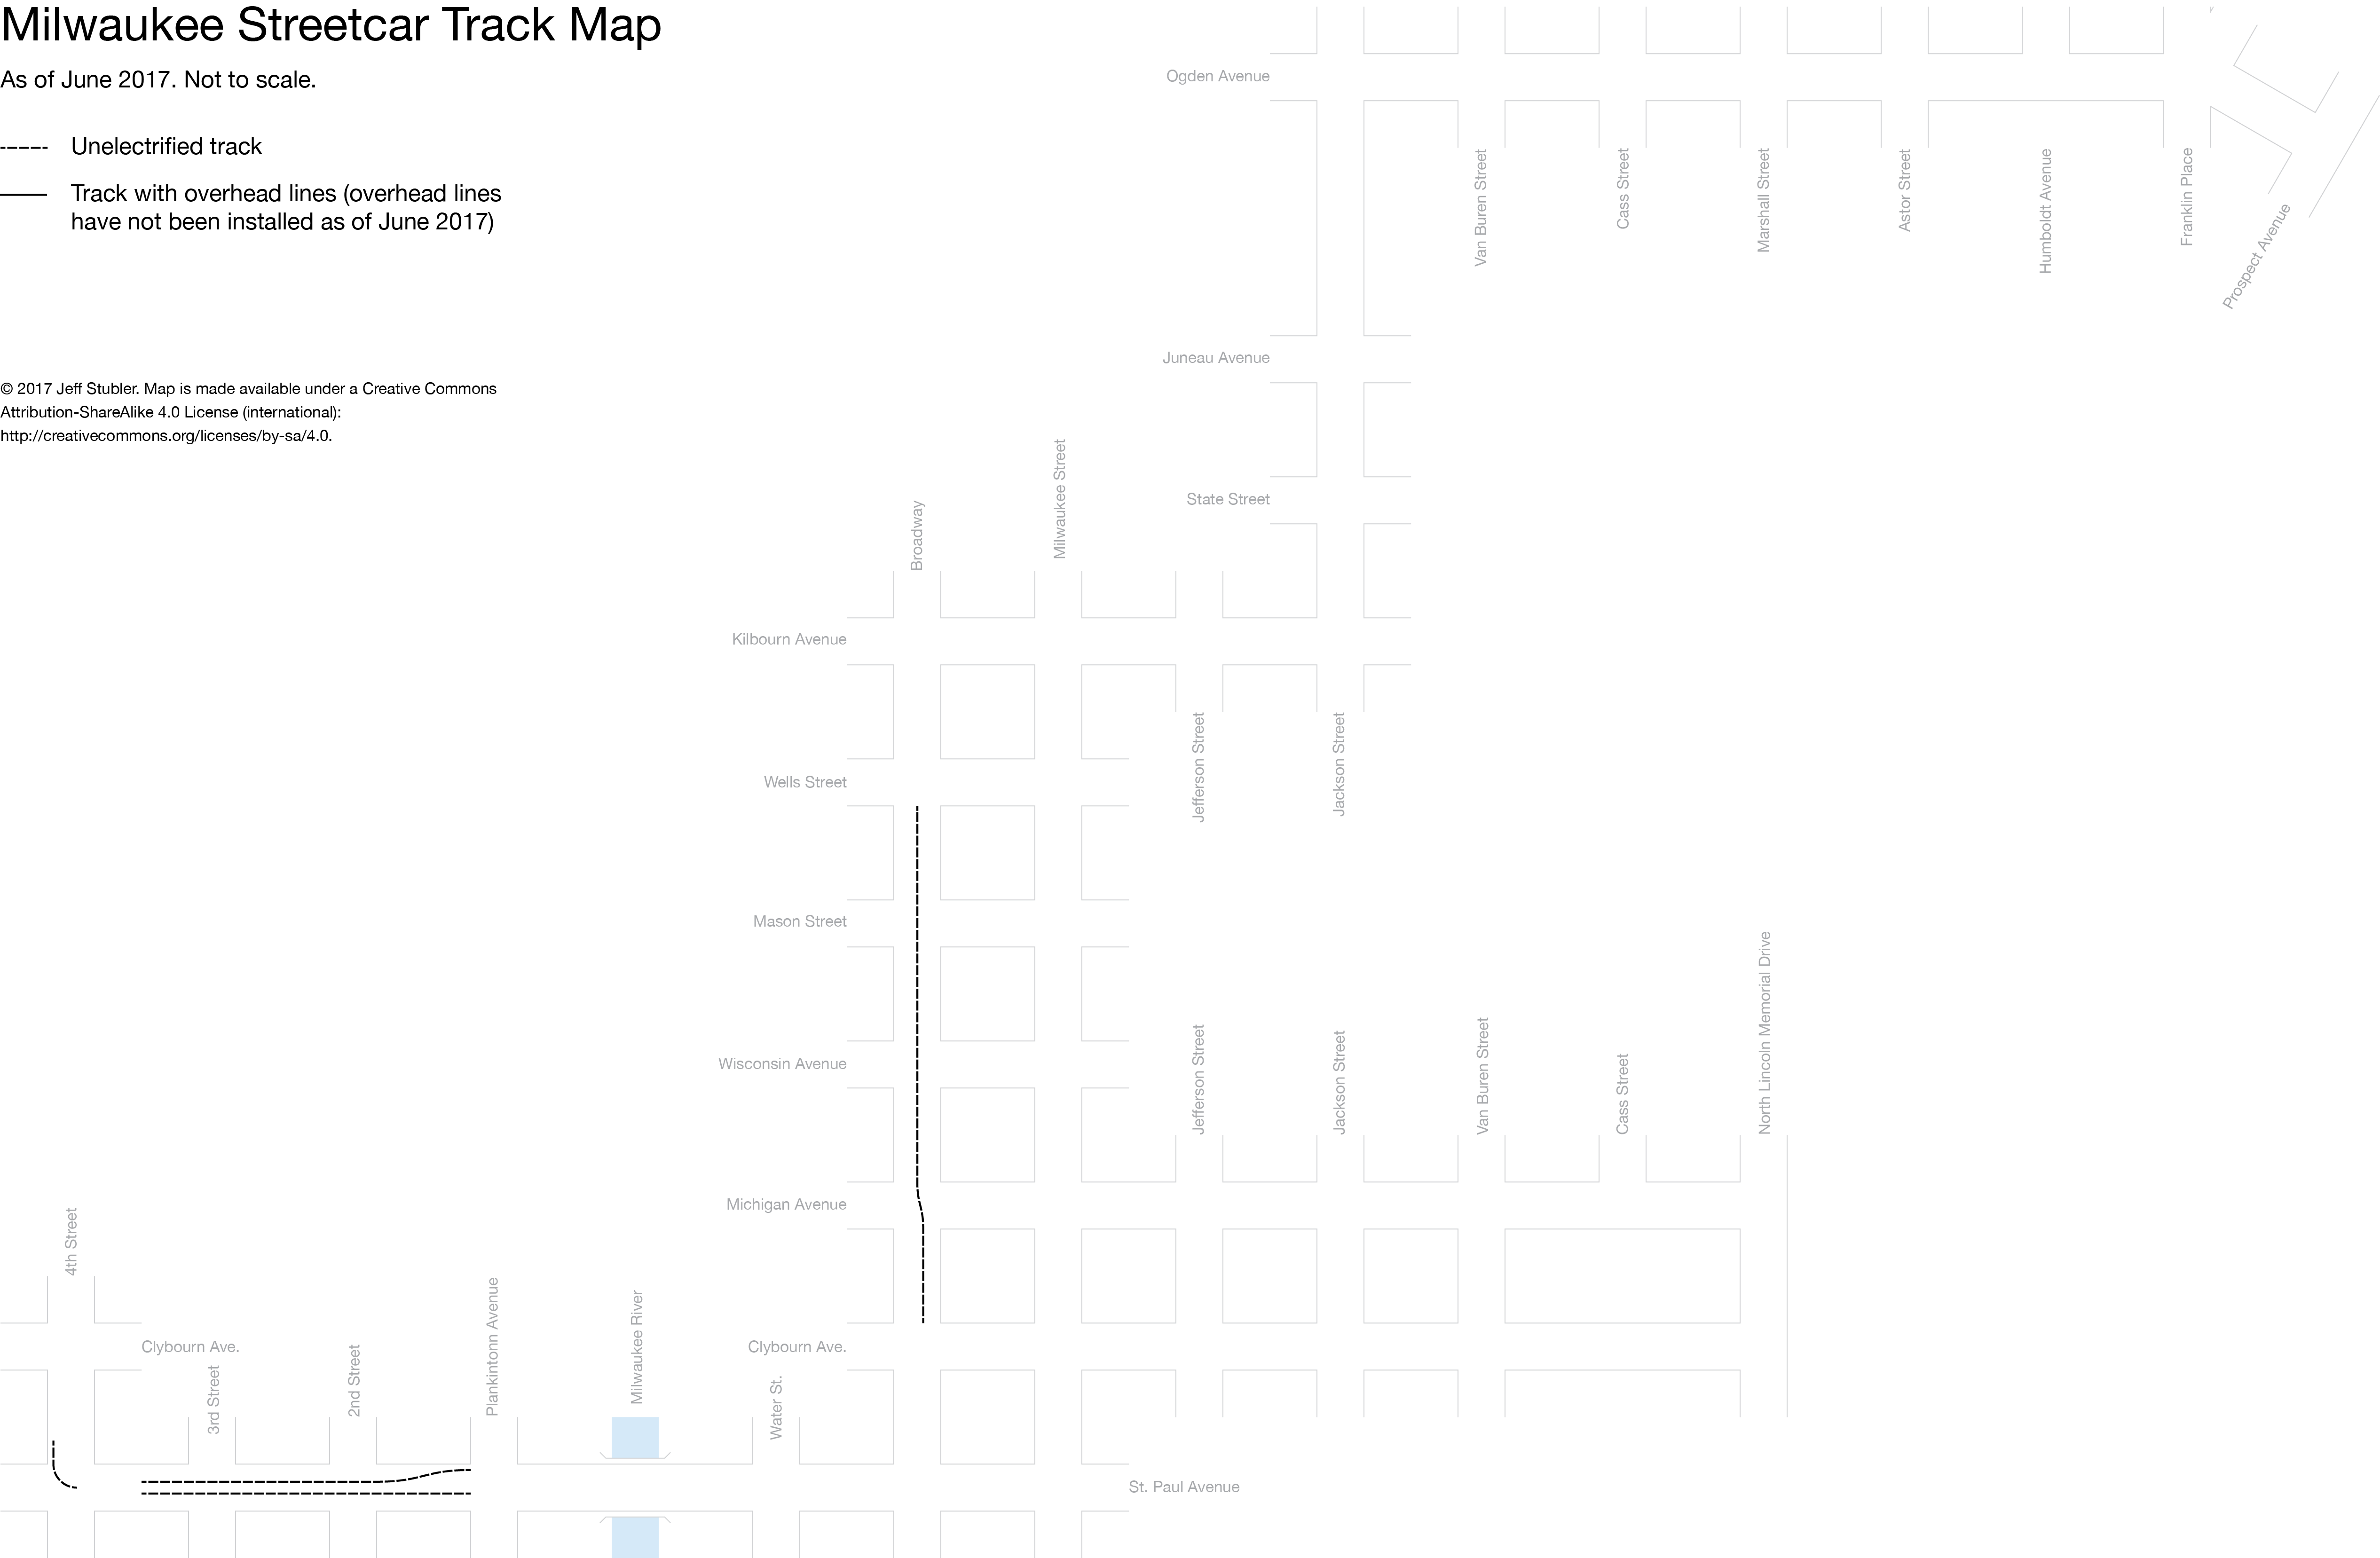 Milwaukee Streetcar Track Map
As of June 2017. Not to scale.
Unelectrified track
Track with overhead lines (overhead lines
have not been installed as of June 2017)
© 2017 Jeff Stubler. Map is made available under a Creative Commons
Attribution-ShareAlike 4.0 License (international):
http://creativecommons.org/licenses/by-sa/4.0.
Ogden Avenue
Van Buren Street
Cass Street
Marshall Street
Astor Street
Humboldt Avenue
Franklin Place
Prospect Avenue
Juneau Avenue
State Street
Broadway
Milwaukee Street
Kilbourn Avenue
Jefferson Street
Jackson Street
Wells Street
Mason Street
Wisconsin Avenue
Jefferson Street
Jackson Street
Van Buren Street
Cass Street
North Lincoln Memorial Drive
Michigan Avenue
4th Street
Clybourn Ave.
3rd Street
2nd Street
Plankintonn Avenue
Milwaukee River
Clybourn Ave.
Water St.
St. Paul Avenue